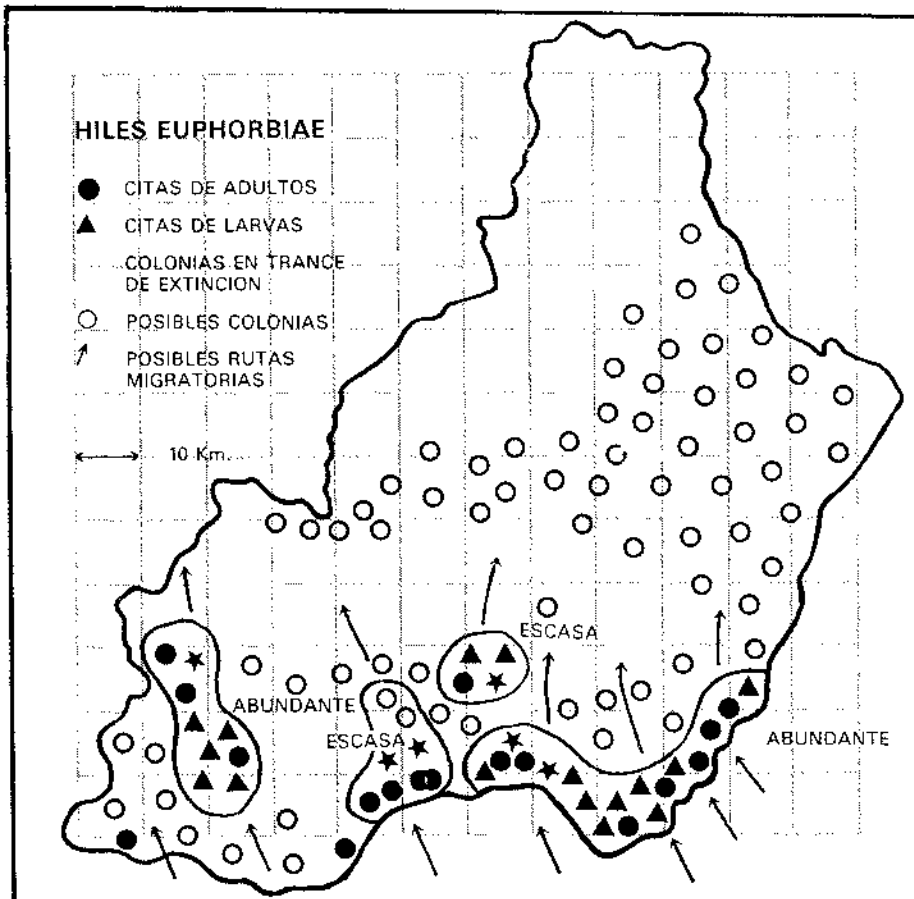 HILES EUPHORBIAE
CITAS DE ADULTOS
CITAS DE LARVAS
COLONIAS EN TRANCE
DE EXTINCION
POSIBLES COLONIAS
POSIBLES RUTAS
MIGRATORIAS
10 Km.
ESCASA
ABUNDANTE
ESCASA
ABUNDANTE